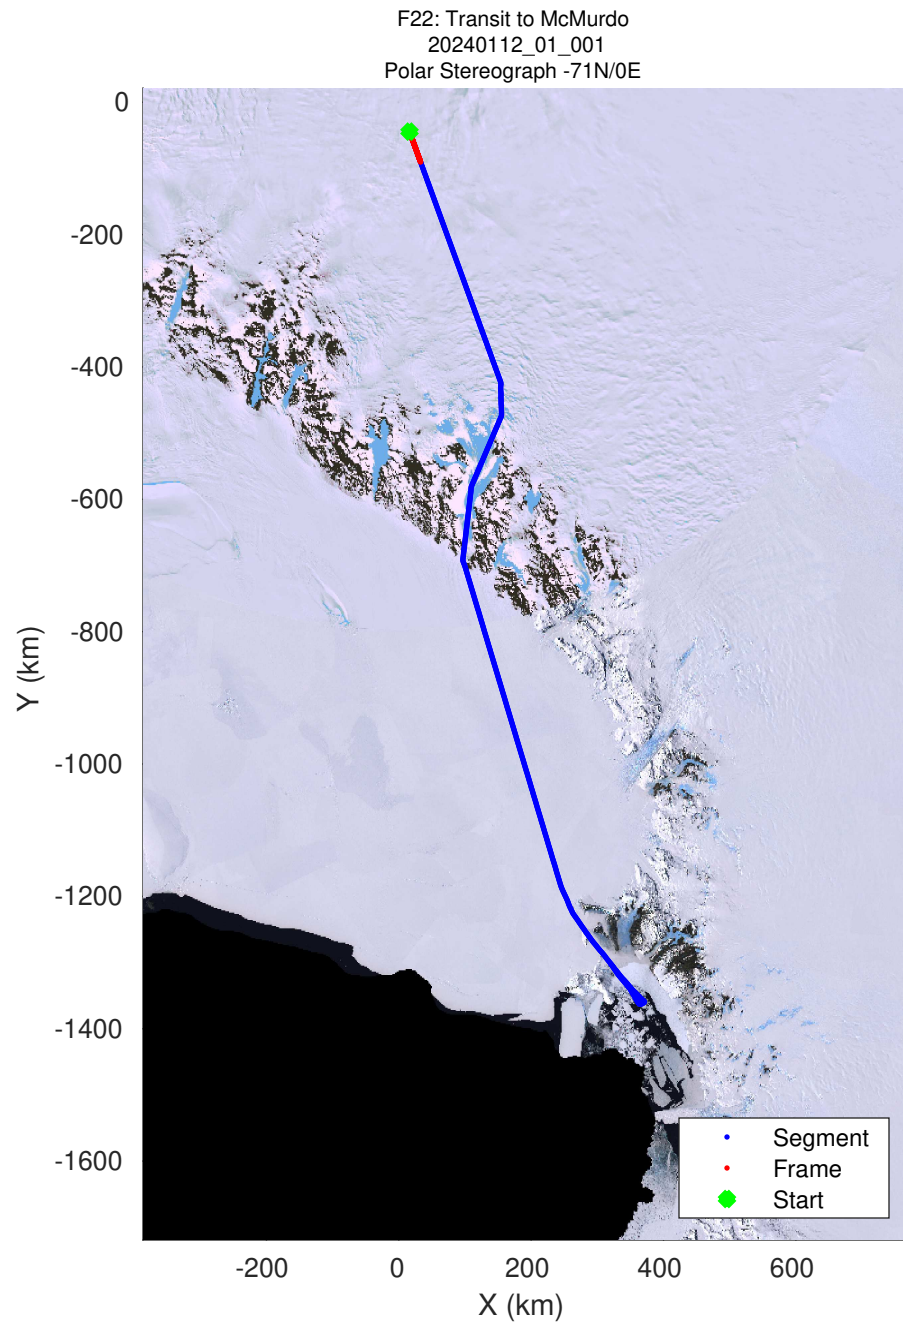 F22: Transit to McMurdo
20240112_01_001
Polar Stereograph -71N/0E
0
-200
-400
-600
-800
-1000
-1200
-1400
-1600
Y (km)
Segment
Frame
Start
-200
0
200
400
600
X (km)